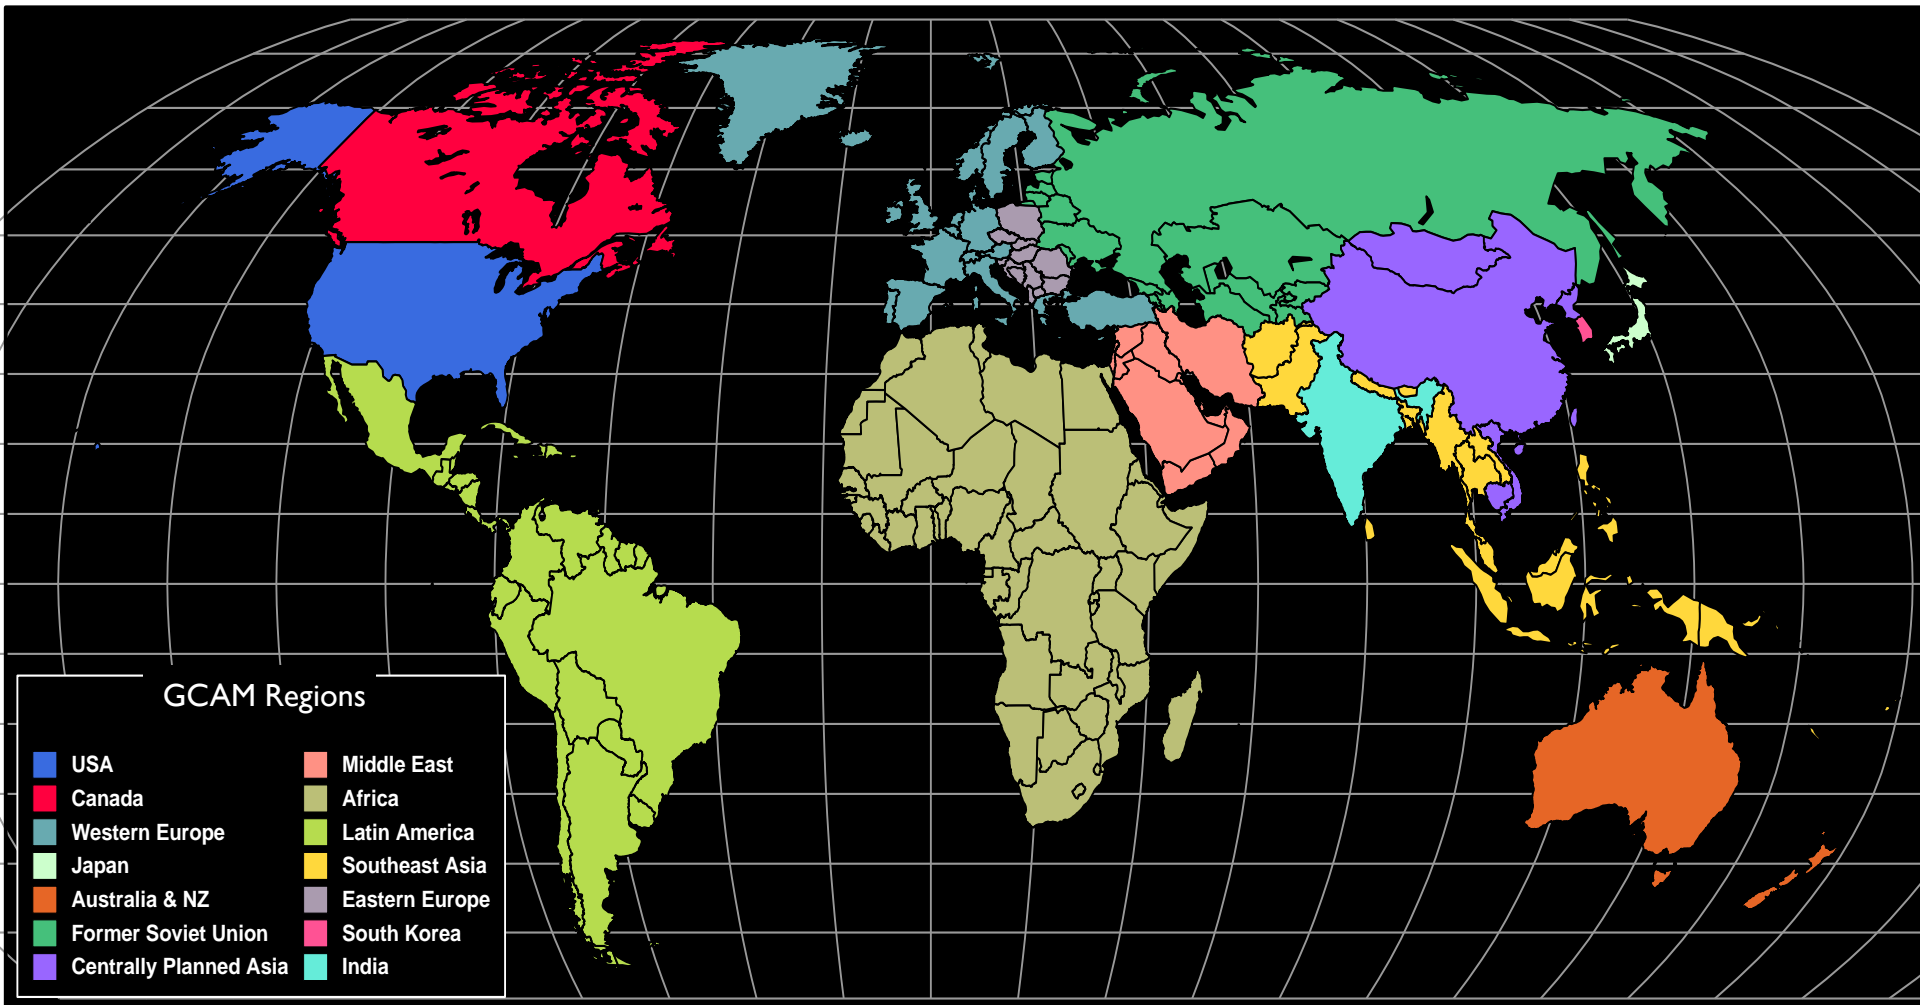 GCAM Regions
USA
Canada
Western Europe
Japan
Australia & NZ
Former Soviet Union
Centrally Planned Asia
Middle East
Africa
Latin America
Southeast Asia
Eastern Europe
South Korea
India